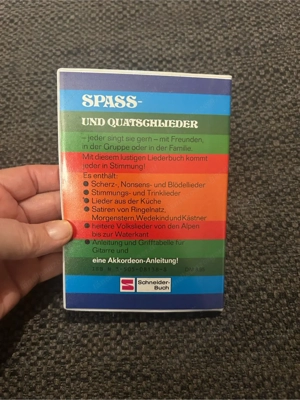 SPASS-
UND QUATSCHLIEDER
– jeder singt sie gern – mit Freunden,
in der Gruppe oder in der Familie.
Mit diesem lustigen Liederbuch kommt
jeder in Stimmung!
Es enthält:
● Scherz-, Nonsens- und Blödellieder
● Stimmungs- und Trinklieder
● Lieder aus der Küche
● Satiren von Ringelnatz,
Morgenstern, Wedekind und Kästner
● heitere Volkslieder von den Alpen
bis zur Waterkant
● Anleitung und Grifftabelle für
Gitarre und
eine Akkordeon-Anleitung!
Schneider-
Buch